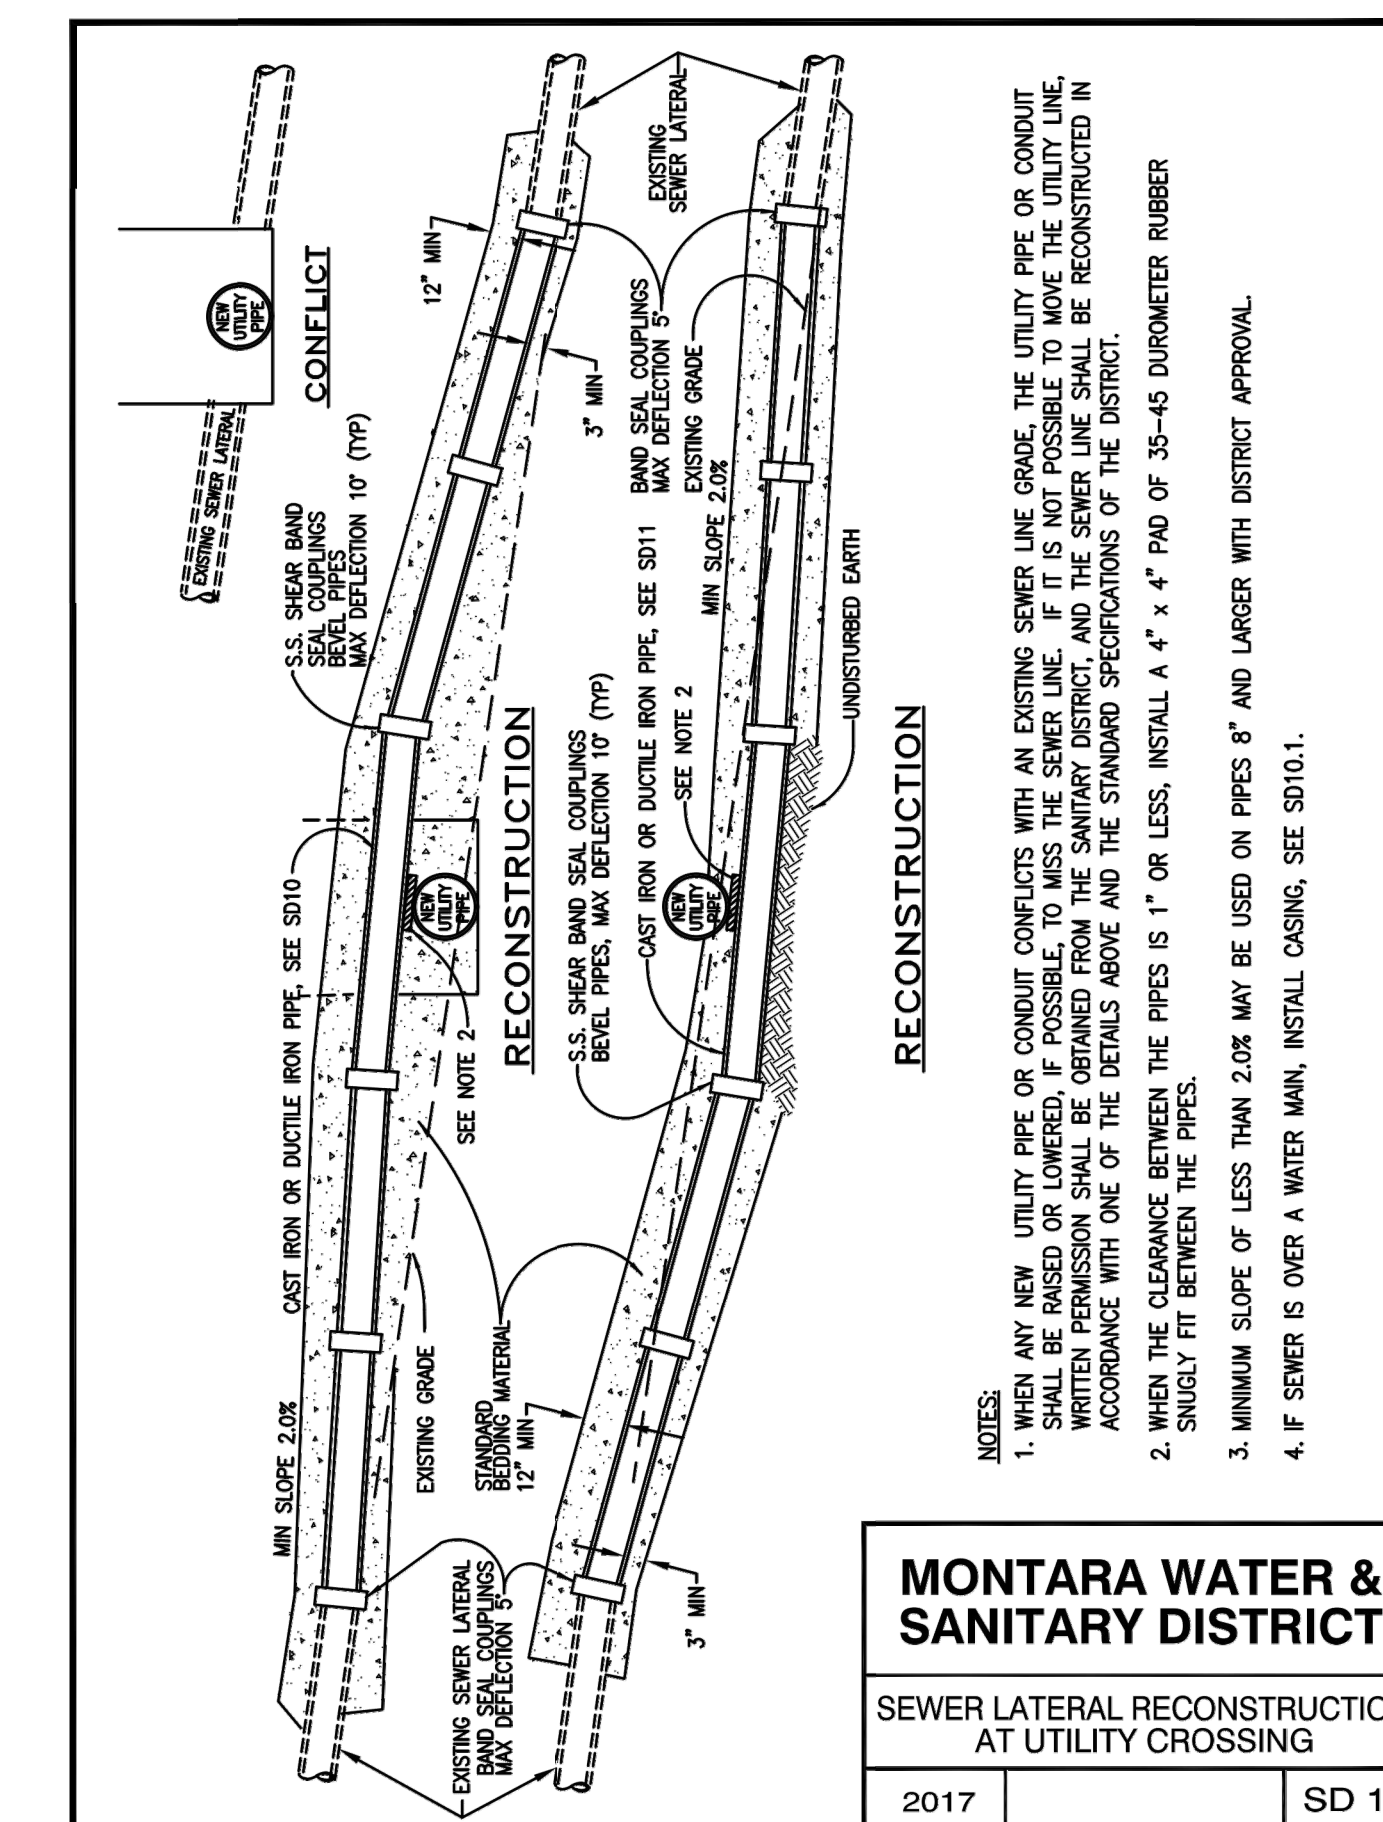 EXISTING SEWER LATERAL
NEW
UTILITY
PIPE
CONFLICT
S.S. SHEAR BAND
SEAL COUPLINGS
BEVEL PIPES
MAX DEFLECTION 10° (TYP)
12" MIN
3" MIN
MIN SLOPE 2.0%
CAST IRON OR DUCTILE IRON PIPE, SEE SD10
NEW
UTILITY
PIPE
EXISTING GRADE
SEE NOTE 2
RECONSTRUCTION
EXISTING
SEWER LATERAL
BAND SEAL COUPLINGS
MAX DEFLECTION 5°
EXISTING GRADE
MIN SLOPE 2.0%
EXISTING SEWER LATERAL
BAND SEAL COUPLINGS
MAX DEFLECTION 5°
STANDARD
BEDDING MATERIAL
12" MIN
S.S. SHEAR BAND SEAL COUPLINGS
BEVEL PIPES, MAX DEFLECTION 10° (TYP)
CAST IRON OR DUCTILE IRON PIPE, SEE SD11
SEE NOTE 2
NEW
UTILITY
PIPE
3" MIN
UNDISTURBED EARTH
RECONSTRUCTION
NOTES:
1. WHEN ANY NEW UTILITY PIPE OR CONDUIT CONFLICTS WITH AN EXISTING SEWER LINE GRADE, THE UTILITY PIPE OR CONDUIT
SHALL BE RAISED OR LOWERED, IF POSSIBLE, TO MISS THE SEWER LINE. IF IT IS NOT POSSIBLE TO MOVE THE UTILITY LINE,
WRITTEN PERMISSION SHALL BE OBTAINED FROM THE SANITARY DISTRICT, AND THE SEWER LINE SHALL BE RECONSTRUCTED IN
ACCORDANCE WITH ONE OF THE DETAILS ABOVE AND THE STANDARD SPECIFICATIONS OF THE DISTRICT.
2. WHEN THE CLEARANCE BETWEEN THE PIPES IS 1" OR LESS, INSTALL A 4" x 4" PAD OF 35-45 DUROMETER RUBBER
SNUGLY FIT BETWEEN THE PIPES.
3. MINIMUM SLOPE OF LESS THAN 2.0% MAY BE USED ON PIPES 8" AND LARGER WITH DISTRICT APPROVAL.
4. IF SEWER IS OVER A WATER MAIN, INSTALL CASING, SEE SD10.1.
MONTARA WATER &
SANITARY DISTRICT
SEWER LATERAL RECONSTRUCTIO
AT UTILITY CROSSING
2017
SD 1